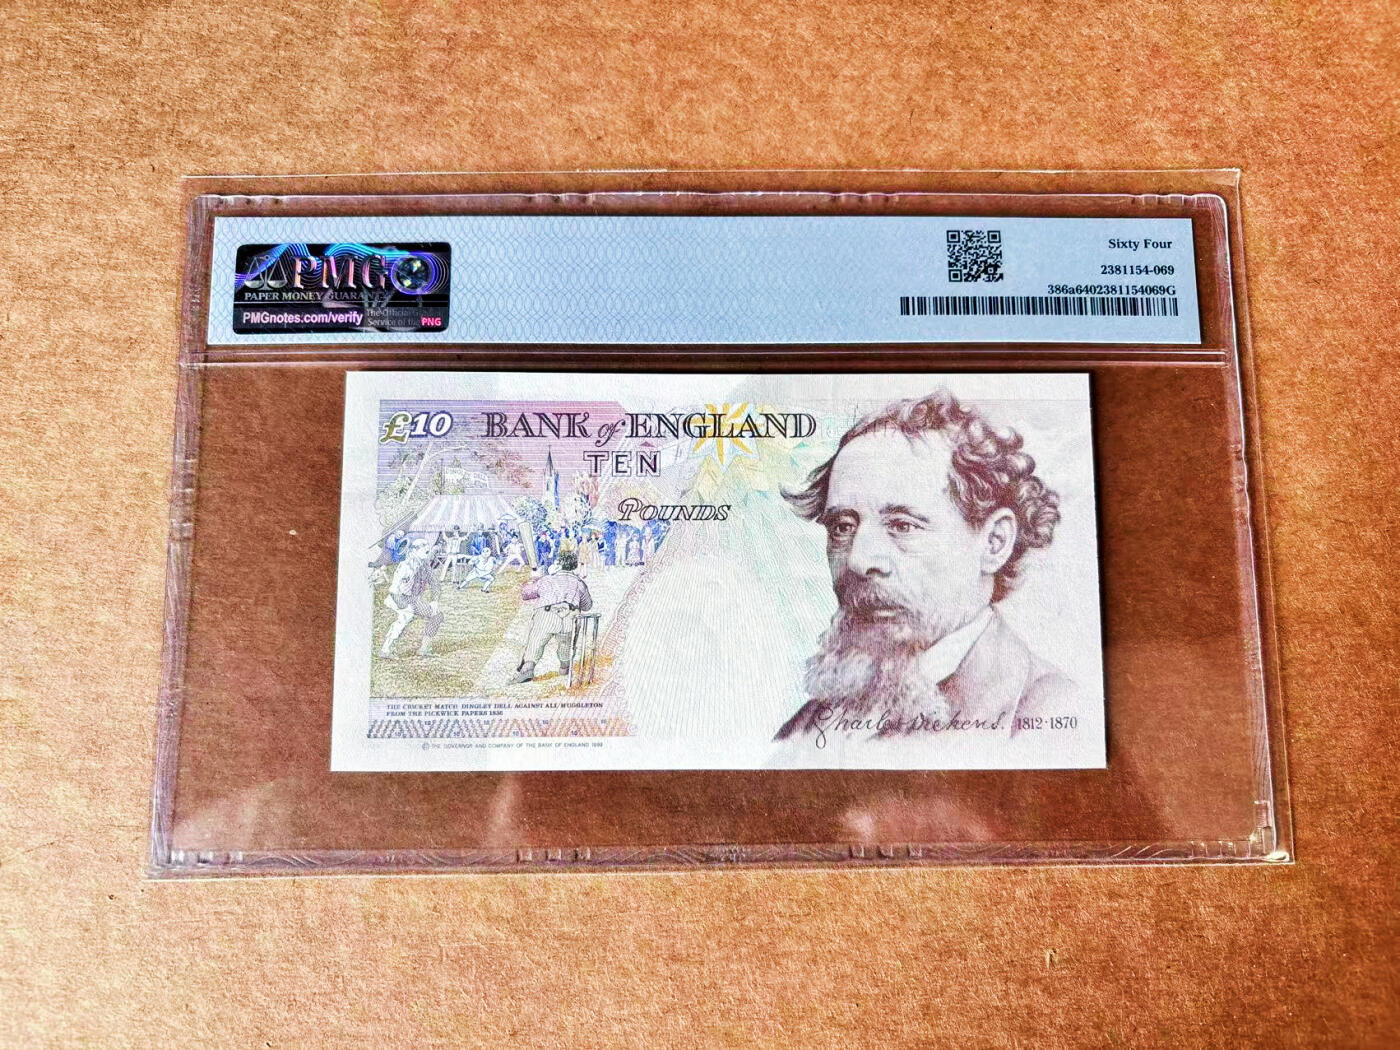 PMG
PAPER MONEY GUARANTY
PMGnotes.com/verify
The Official Grading
Service of the PNG
Sixty Four
2381154-069
386a6402381154069G
£10
BANK of ENGLAND
TEN
POUNDS
THE CRICKET MATCH DINGLEY DELL AGAINST ALL MUGGLETON
FROM THE PICKWICK PAPERS 1836
© THE GOVERNOR AND COMPANY OF THE BANK OF ENGLAND
Charles Dickens. 1812·1870